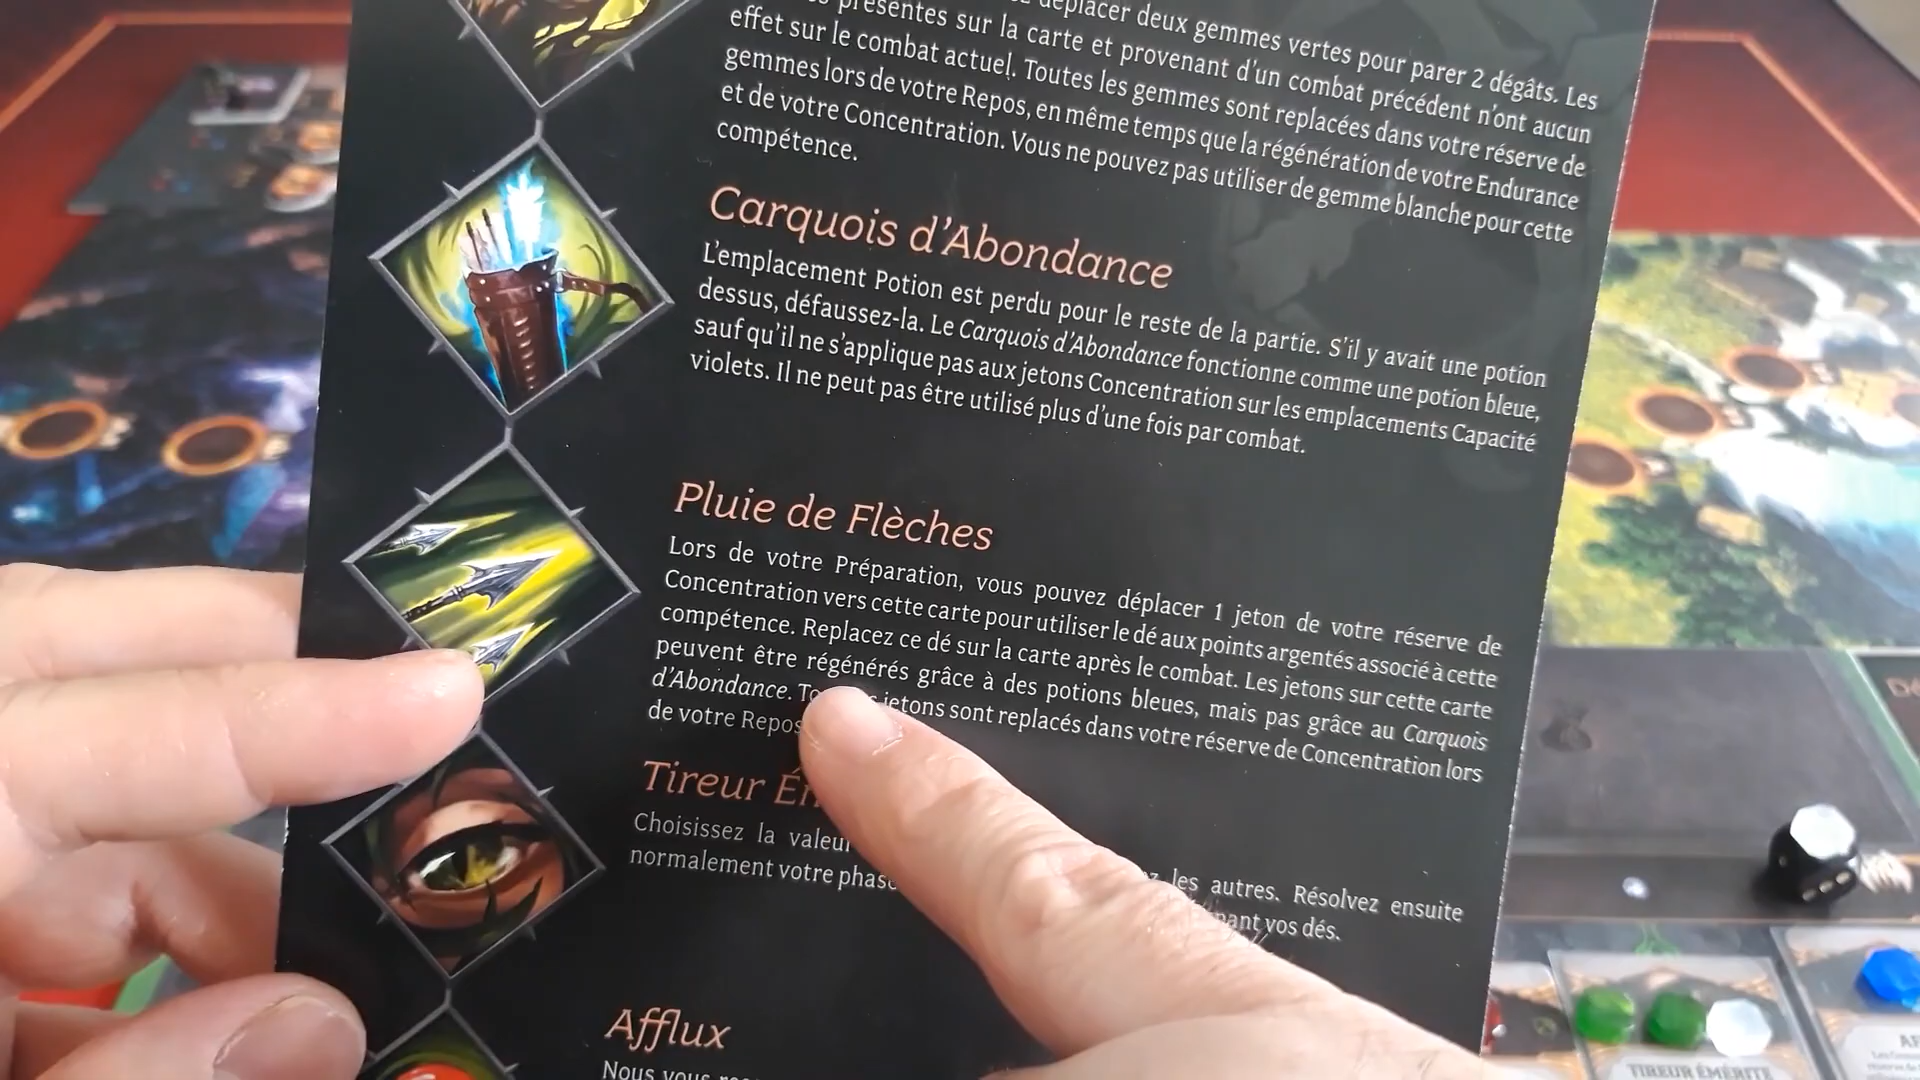 déplacer deux gemmes vertes pour parer 2 dégâts. Les
présentes sur la carte et provenant d'un combat précédent n'ont aucun
effet sur le combat actuel. Toutes les gemmes sont replacées dans votre réserve de
gemmes lors de votre Repos, en même temps que la régénération de votre Endurance
et de votre Concentration. Vous ne pouvez pas utiliser de gemme blanche pour cette
compétence.
Carquois d'Abondance
L'emplacement Potion est perdu pour le reste de la partie. S'il y avait une potion
dessus, défaussez-la. Le Carquois d'Abondance fonctionne comme une potion bleue,
sauf qu'il ne s'applique pas aux jetons Concentration sur les emplacements Capacité
violets. Il ne peut pas être utilisé plus d'une fois par combat.
Pluie de Flèches
Lors de votre Préparation, vous pouvez déplacer 1 jeton de votre réserve de
Concentration vers cette carte pour utiliser le dé aux points argentés associé à cette
compétence. Replacez ce dé sur la carte après le combat. Les jetons sur cette carte
peuvent être régénérés grâce à des potions bleues, mais pas grâce au Carquois
d'Abondance. jetons sont replacés dans votre réserve de Concentration lors
de votre Repos
Tireur
Choisissez la valeur les autres. Résolvez ensuite
normalement votre phase vos dés.
Afflux
Nous vous
TIREUR ÉMÉRITE